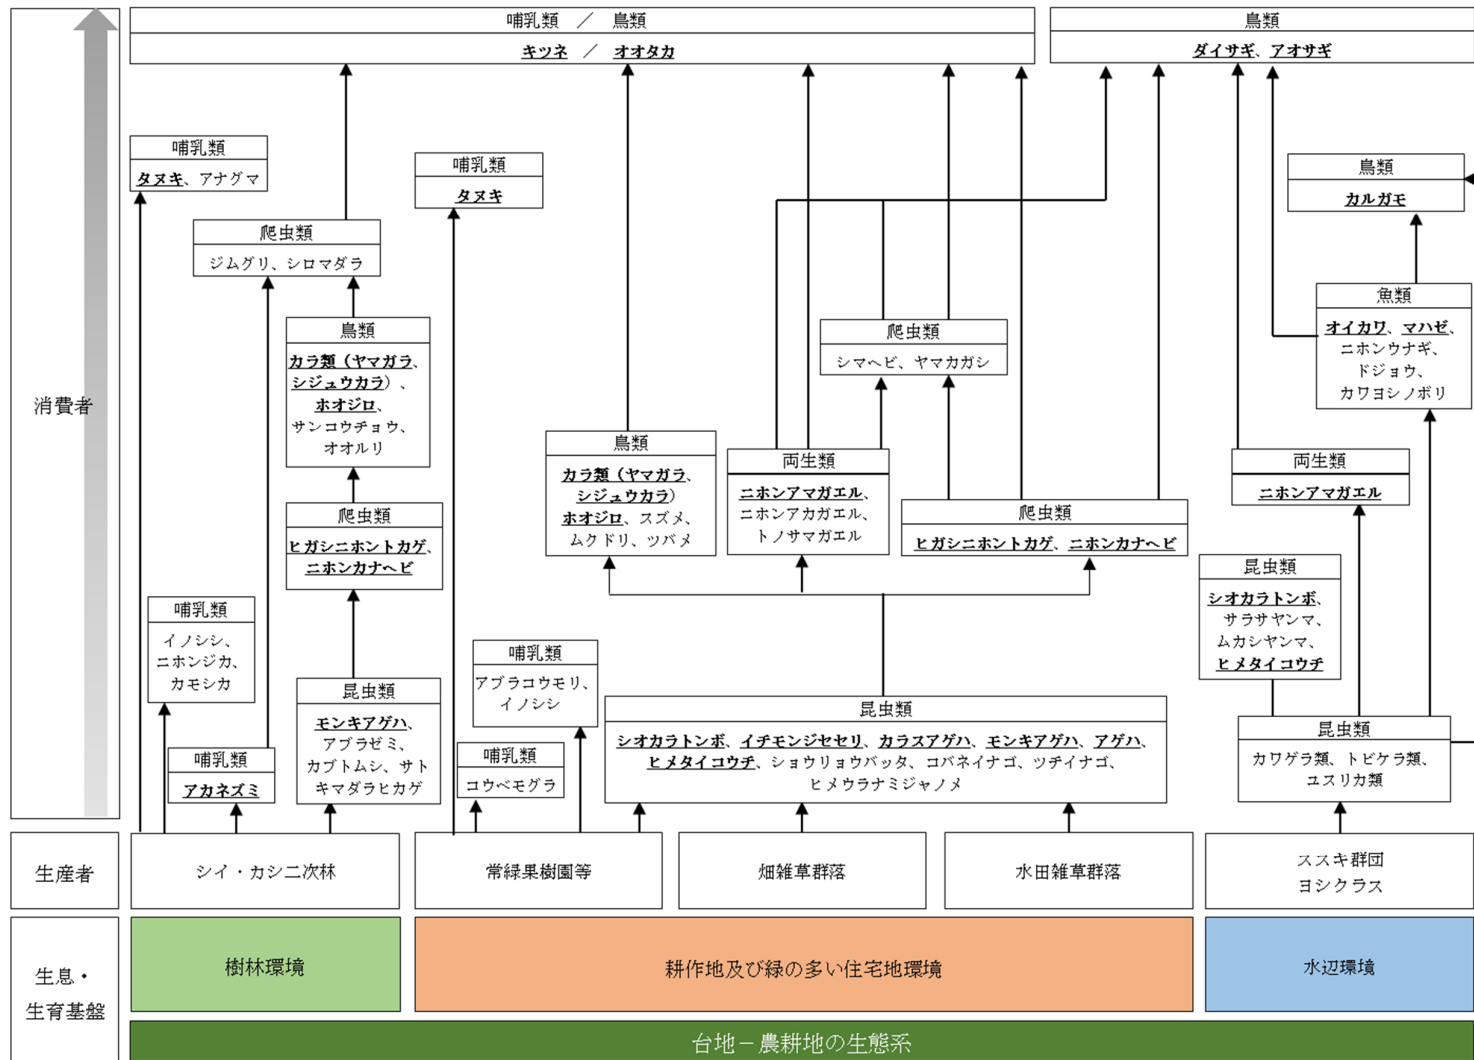 哺乳類 ／ 鳥類
キツネ ／ オオタカ
鳥類
ダイサギ、アオサギ
哺乳類
タヌキ、アナグマ
哺乳類
タヌキ
鳥類
カルガモ
爬虫類
ジムグリ、シロマダラ
鳥類
カラ類（ヤマガラ、
シジュウカラ）、
ホオジロ、
サンコウチョウ、
オオルリ
爬虫類
シマヘビ、ヤマカガシ
魚類
オイカワ、マハゼ、
ニホンウナギ、
ドジョウ、
カワヨシノボリ
消費者
鳥類
カラ類（ヤマガラ、
シジュウカラ）
ホオジロ、スズメ、
ムクドリ、ツバメ
両生類
ニホンアマガエル、
ニホンアカガエル、
トノサマガエル
両生類
ニホンアマガエル
爬虫類
ヒガシニホントカゲ、
ニホンカナヘビ
爬虫類
ヒガシニホントカゲ、ニホンカナヘビ
昆虫類
シオカラトンボ、
サラサヤンマ、
ムカシヤンマ、
ヒメタイコウチ
哺乳類
イノシシ、
ニホンジカ、
カモシカ
哺乳類
アブラコウモリ、
イノシシ
昆虫類
モンキアゲハ、
アブラゼミ、
カブトムシ、サト
キマダラヒカゲ
昆虫類
シオカラトンボ、イチモンジセセリ、カラスアゲハ、モンキアゲハ、アゲハ、
ヒメタイコウチ、ショウリョウバッタ、コバネイナゴ、ツチイナゴ、
ヒメウラナミジャノメ
昆虫類
カワゲラ類、トビケラ類、
ユスリカ類
哺乳類
アカネズミ
哺乳類
コウベモグラ
生産者
シイ・カシ二次林
常緑果樹園等
畑雑草群落
水田雑草群落
ススキ群団
ヨシクラス
生息・
生育基盤
樹林環境
耕作地及び緑の多い住宅地環境
水辺環境
台地－農耕地の生態系